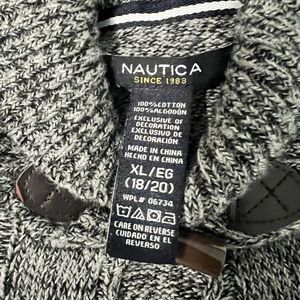 NAUTICA
SINCE 1983
100%COTTON
100%ALGODON
EXCLUSIVE OF
DECORATION
EXCLUSIVO DE
DECORACIÓN
MADE IN CHINA
HECHO EN CHINA
XL/EG
(18/20)
WPL# 06734
CARE ON REVERSE
CUIDADO EN EL
REVERSO